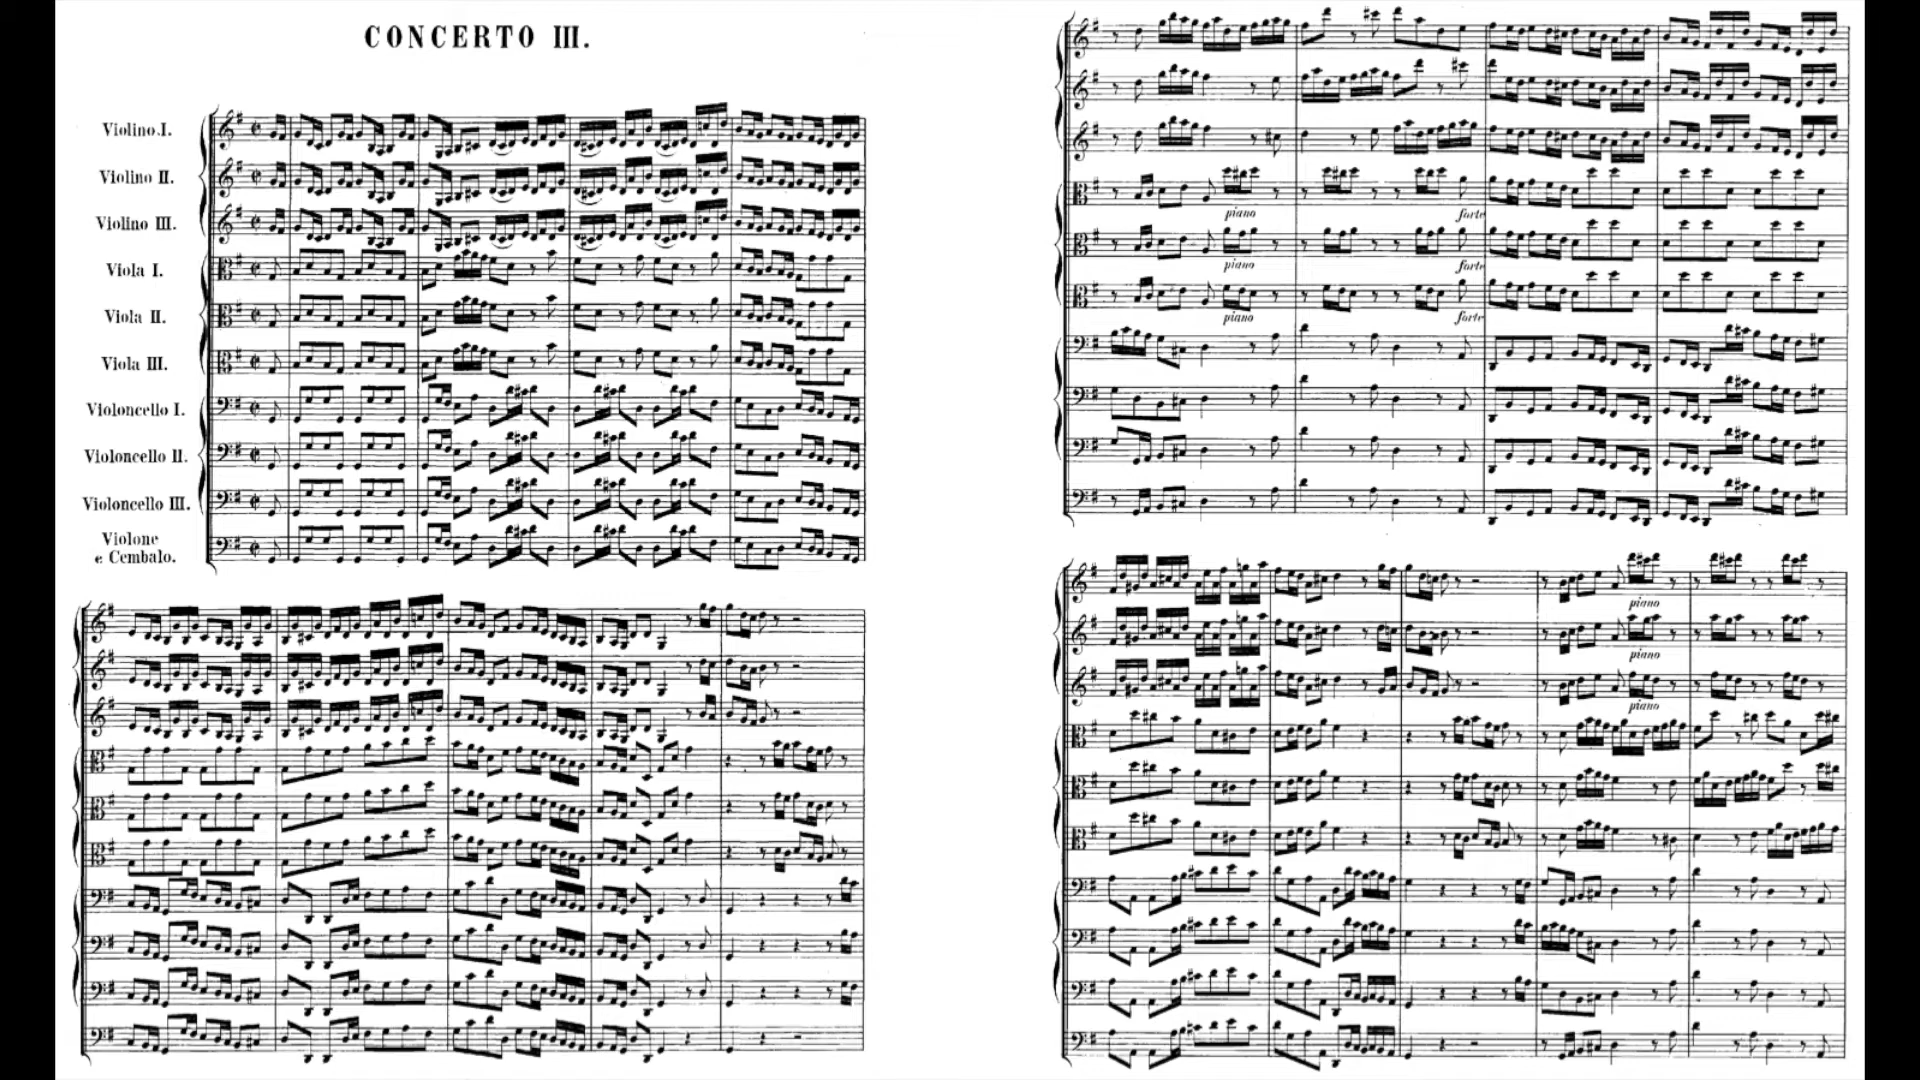 CONCERTO III.
Violino I.
Violino II.
Violino III.
Viola I.
Viola II.
Viola III.
Violoncello I.
Violoncello II.
Violoncello III.
Violone
e Cembalo.
piano forte
piano forte
piano forte
piano
piano
piano